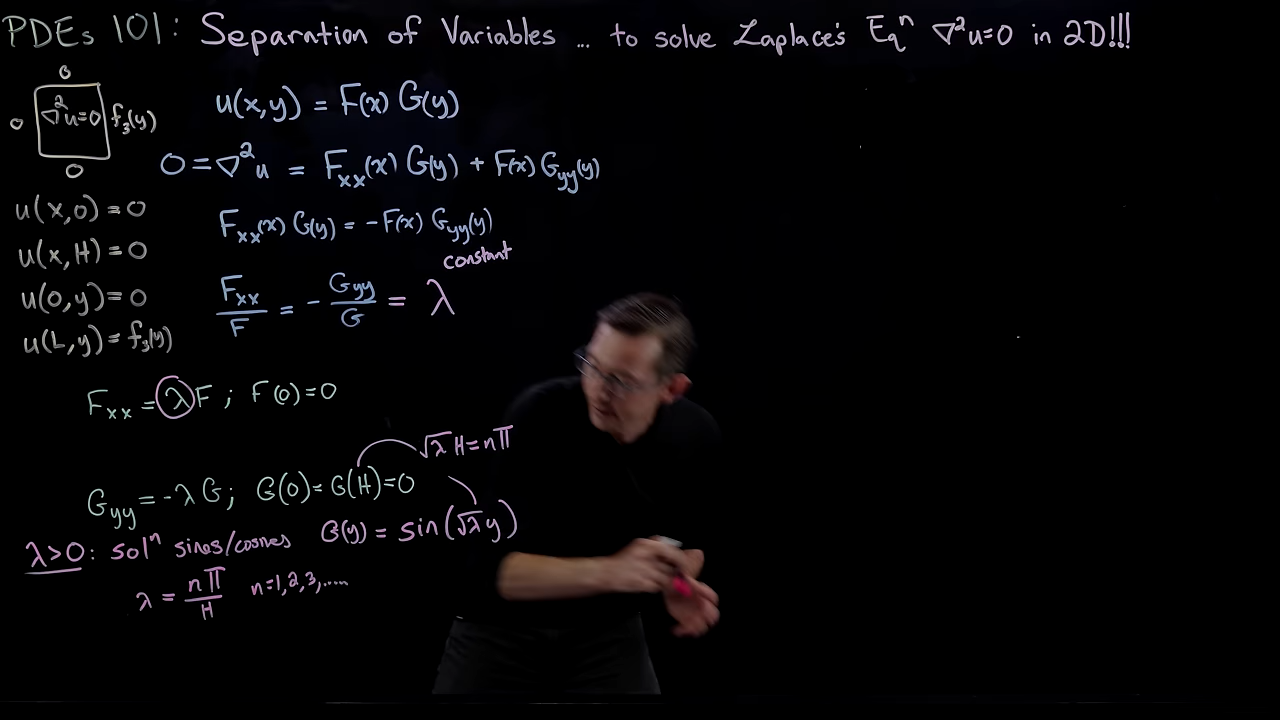 PDEs 101: Separation of Variables ... to solve Laplace's Eqⁿ ∇²u=0 in 2D!!!
0
0 ∇²u=0 f₃(y)
0
u(x,0)=0
u(x,H)=0
u(0,y)=0
u(L,y)=f₃(y)
u(x,y) = F(x) G(y)
0=∇²u = Fₓₓ(x) G(y) + F(x) G_yy(y)
Fₓₓ(x) G(y) = -F(x) G_yy(y)
constant
Fₓₓ/F = - G_yy/G = λ
Fₓₓ = λF ; F(0)=0
√λ H=nπ
G_yy = -λ G; G(0)=G(H)=0
λ>0: solⁿ sines/cosines G(y) = sin(√λ y)
λ = nπ/H n=1,2,3,.....